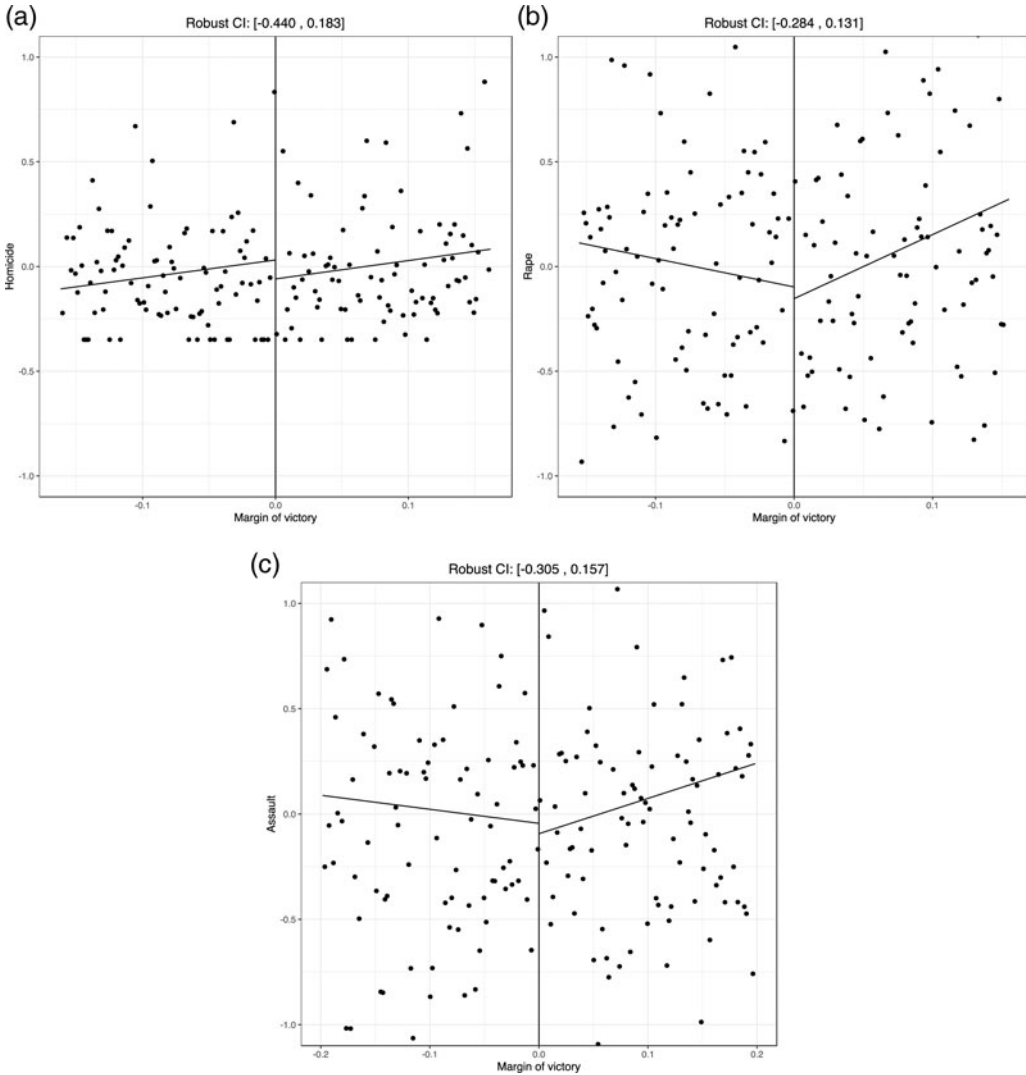 (a)
Robust CI: [-0.440 , 0.183]
1.0
0.5
0.0
-0.5
-1.0
Homicide
-0.1
0.0
0.1
Margin of victory
(b)
Robust CI: [-0.284 , 0.131]
1.0
0.5
0.0
-0.5
-1.0
Rape
-0.1
0.0
0.1
Margin of victory
(c)
Robust CI: [-0.305 , 0.157]
1.0
0.5
0.0
-0.5
-1.0
Assault
-0.2
-0.1
0.0
0.1
0.2
Margin of victory